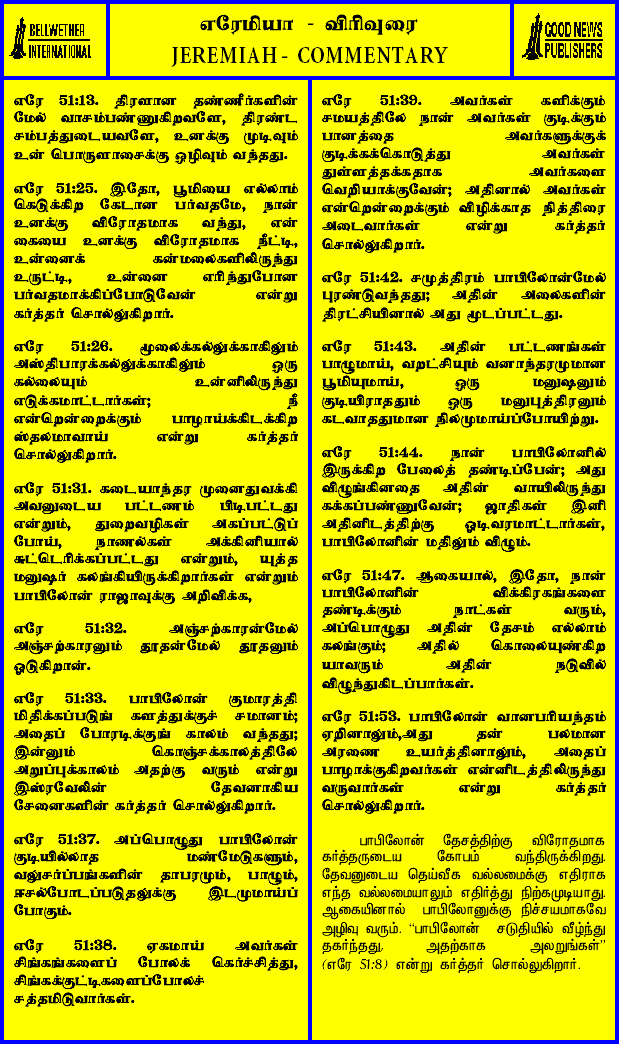 BELLWETHER
INTERNATIONAL
எரேமியா - விரிவுரை
JEREMIAH - COMMENTARY
GOOD NEWS
PUBLISHERS
எரே 51:13. திரளான தண்ணீர்களின்
மேல் வாசம்பண்ணுகிறவளே, திரண்ட
சம்பத்துடையவளே, உனக்கு முடிவும்
உன் பொருளாசைக்கு ஒழிவும் வந்தது.
எரே 51:25. இதோ, பூமியை எல்லாம்
கெடுக்கிற கேடான பர்வதமே, நான்
உனக்கு விரோதமாக வந்து, என்
கையை உனக்கு விரோதமாக நீட்டி,
உன்னைக் கன்மலைகளிலிருந்து
உருட்டி, உன்னை எரிந்துபோன
பர்வதமாக்கிப்போடுவேன் என்று
கர்த்தர் சொல்லுகிறார்.
எரே 51:26. மூலைக்கல்லுக்காகிலும்
அஸ்திபாரக்கல்லுக்காகிலும் ஒரு
கல்லையும் உன்னிலிருந்து
எடுக்கமாட்டார்கள்; நீ
என்றென்றைக்கும் பாழாய்க்கிடக்கிற
ஸ்தலமாவாய் என்று கர்த்தர்
சொல்லுகிறார்.
எரே 51:31. கடையாந்தர முனைதுவக்கி
அவனுடைய பட்டணம் பிடிபட்டது
என்றும், துறைவழிகள் அகப்பட்டுப்
போய், நாணல்கள் அக்கினியால்
சுட்டெரிக்கப்பட்டது என்றும், யுத்த
மனுஷர் கலங்கியிருக்கிறார்கள் என்றும்
பாபிலோன் ராஜாவுக்கு அறிவிக்க,
எரே 51:32. அஞ்சற்காரன்மேல்
அஞ்சற்காரனும் தூதன்மேல் தூதனும்
ஓடுகிறான்.
எரே 51:33. பாபிலோன் குமாரத்தி
மிதிக்கப்படுங் களத்துக்குச் சமானம்;
அதைப் போரடிக்குங் காலம் வந்தது;
இன்னும் கொஞ்சக்காலத்திலே
அறுப்புக்காலம் அதற்கு வரும் என்று
இஸ்ரவேலின் தேவனாகிய
சேனைகளின் கர்த்தர் சொல்லுகிறார்.
எரே 51:37. அப்பொழுது பாபிலோன்
குடியில்லாத மண்மேடுகளும்,
வலுசர்ப்பங்களின் தாபரமும், பாழும்,
ஈசல்போடப்படுதலுக்கு இடமுமாய்ப்
போகும்.
எரே 51:38. ஏகமாய் அவர்கள்
சிங்கங்களைப் போலக் கெர்ச்சித்து,
சிங்கக்குட்டிகளைப்போலச்
சத்தமிடுவார்கள்.
எரே 51:39. அவர்கள் களிக்கும்
சமயத்திலே நான் அவர்கள் குடிக்கும்
பானத்தை அவர்களுக்குக்
குடிக்கக்கொடுத்து அவர்கள்
துள்ளத்தக்கதாக அவர்களை
வெறியாக்குவேன்; அதினால் அவர்கள்
என்றென்றைக்கும் விழிக்காத நித்திரை
அடைவார்கள் என்று கர்த்தர்
சொல்லுகிறார்.
எரே 51:42. சமுத்திரம் பாபிலோன்மேல்
புரண்டுவந்தது; அதின் அலைகளின்
திரட்சியினால் அது மூடப்பட்டது.
எரே 51:43. அதின் பட்டணங்கள்
பாழுமாய், வறட்சியும் வனாந்தரமுமான
பூமியுமாய், ஒரு மனுஷனும்
குடியிராததும் ஒரு மனுபுத்திரனும்
கடவாததுமான நிலமுமாய்ப்போயிற்று.
எரே 51:44. நான் பாபிலோனில்
இருக்கிற பேலைத் தண்டிப்பேன்; அது
விழுங்கினதை அதின் வாயிலிருந்து
கக்கப்பண்ணுவேன்; ஜாதிகள் இனி
அதினிடத்திற்கு ஓடிவரமாட்டார்கள்,
பாபிலோனின் மதிலும் விழும்.
எரே 51:47. ஆகையால், இதோ, நான்
பாபிலோனின் விக்கிரகங்களை
தண்டிக்கும் நாட்கள் வரும்,
அப்பொழுது அதின் தேசம் எல்லாம்
கலங்கும்; அதில் கொலையுண்கிற
யாவரும் அதின் நடுவில்
விழுந்துகிடப்பார்கள்.
எரே 51:53. பாபிலோன் வானபரியந்தம்
ஏறினாலும்,அது தன் பலமான
அரணை உயர்த்தினாலும், அதைப்
பாழாக்குகிறவர்கள் என்னிடத்திலிருந்து
வருவார்கள் என்று கர்த்தர்
சொல்லுகிறார்.
பாபிலோன் தேசத்திற்கு விரோதமாக
கர்த்தருடைய கோபம் வந்திருக்கிறது.
தேவனுடைய தெய்வீக வல்லமைக்கு எதிராக
எந்த வல்லமையாலும் எதிர்த்து நிற்கமுடியாது.
ஆகையினால் பாபிலோனுக்கு நிச்சயமாகவே
அழிவு வரும். "பாபிலோன் சடுதியில் வீழ்ந்து
தகர்ந்தது, அதற்காக அலறுங்கள்"
(எரே 51:8) என்று கர்த்தர் சொல்லுகிறார்.